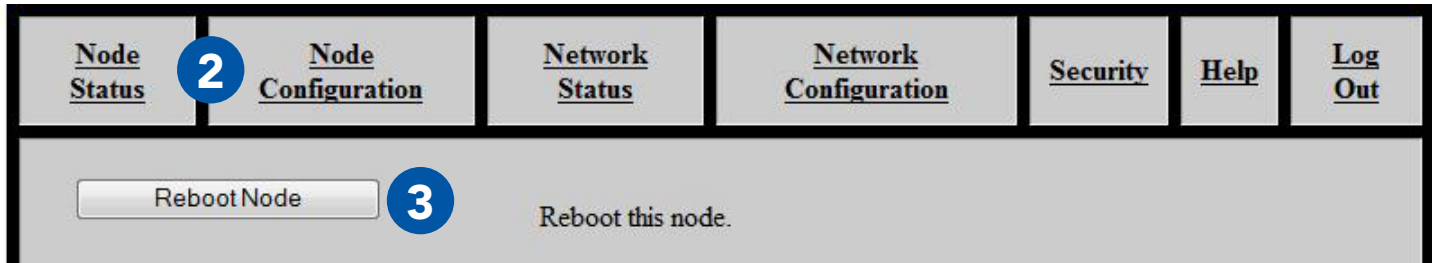 Node
Status
2
Node
Configuration
Network
Status
Network
Configuration
Security
Help
Log
Out
Reboot Node
3
Reboot this node.